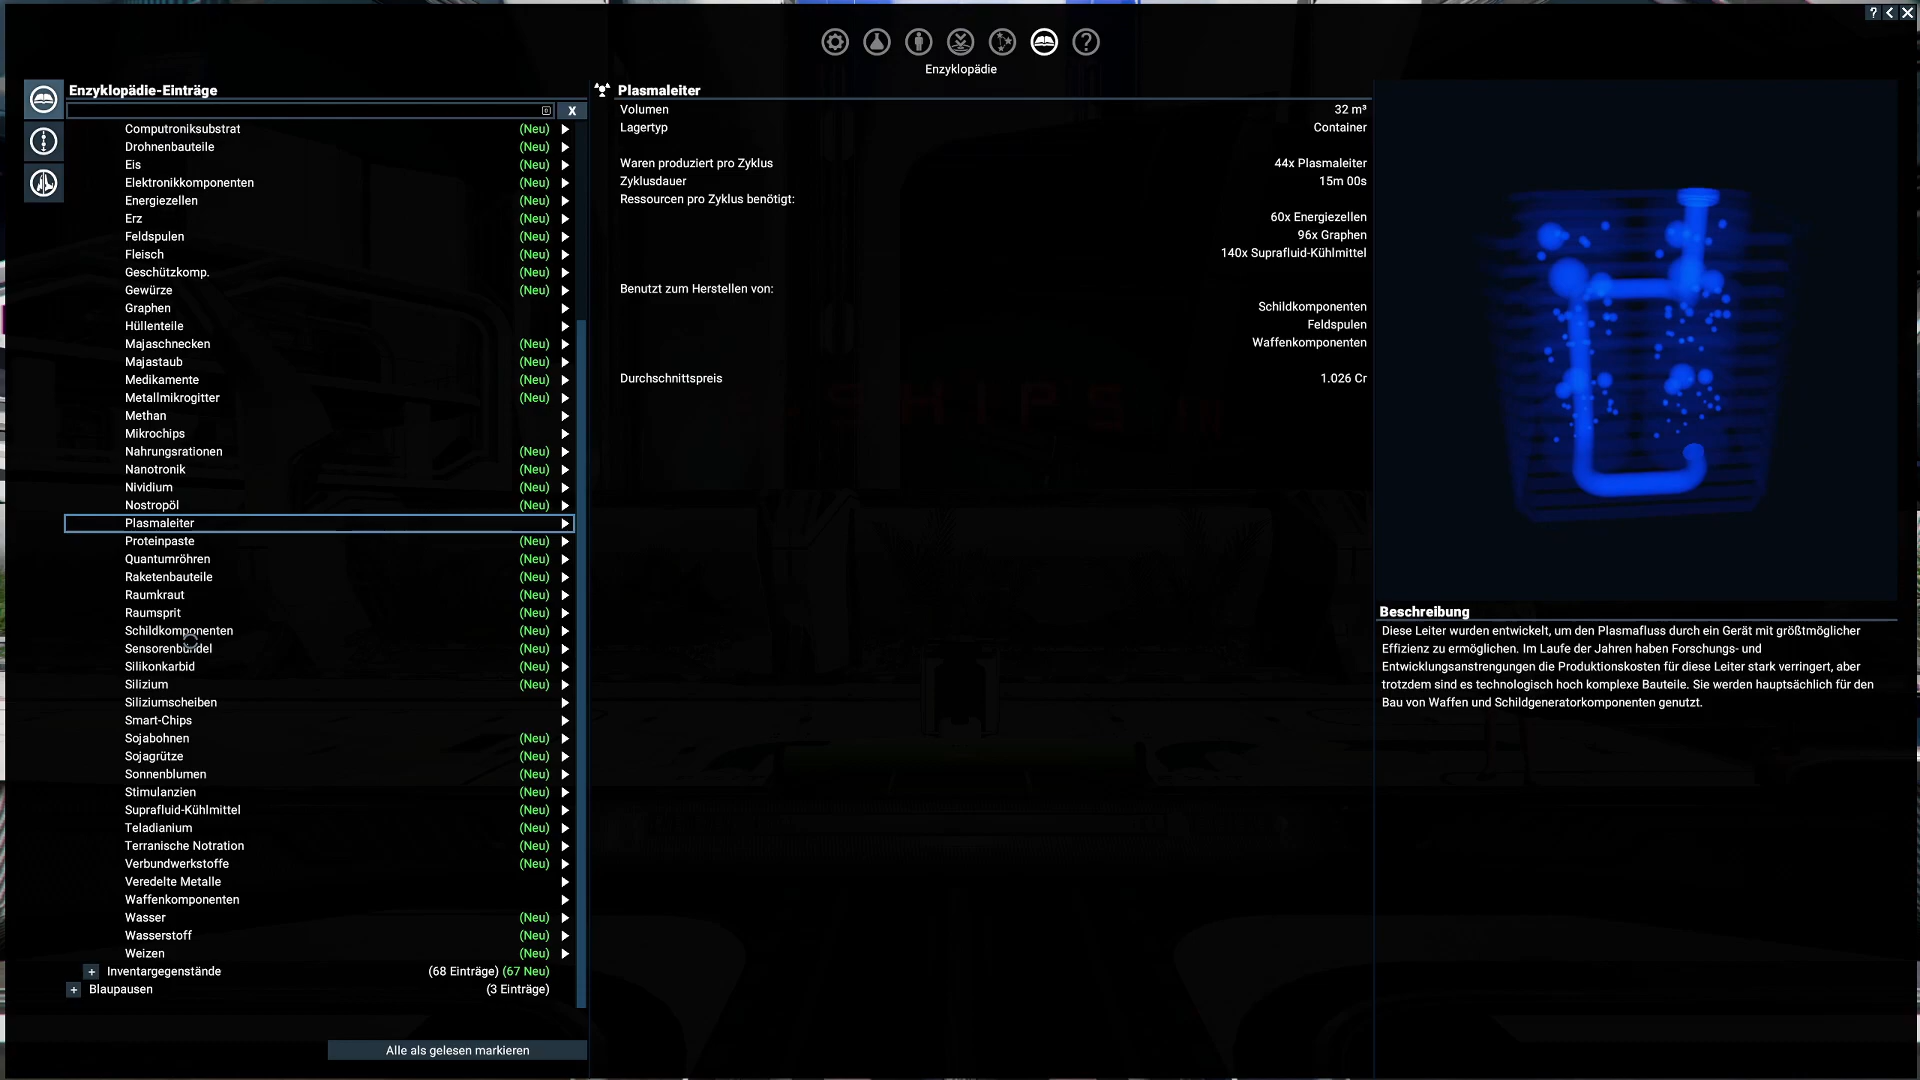 ? < X
Enzyklopädie
Enzyklopädie-Einträge
X
Computroniksubstrat (Neu)
Drohnenbauteile (Neu)
Eis (Neu)
Elektronikkomponenten (Neu)
Energiezellen (Neu)
Erz (Neu)
Feldspulen (Neu)
Fleisch (Neu)
Geschützkomp. (Neu)
Gewürze (Neu)
Graphen
Hüllenteile
Majaschnecken (Neu)
Majastaub (Neu)
Medikamente (Neu)
Metallmikrogitter (Neu)
Methan
Mikrochips
Nahrungsrationen (Neu)
Nanotronik (Neu)
Nividium (Neu)
Nostropöl (Neu)
Plasmaleiter
Proteinpaste (Neu)
Quantumröhren (Neu)
Raketenbauteile (Neu)
Raumkraut (Neu)
Raumsprit (Neu)
Schildkomponenten (Neu)
Sensorenbündel (Neu)
Silikonkarbid (Neu)
Silizium (Neu)
Siliziumscheiben
Smart-Chips
Sojabohnen (Neu)
Sojagrütze (Neu)
Sonnenblumen (Neu)
Stimulanzien (Neu)
Suprafluid-Kühlmittel (Neu)
Teladianium (Neu)
Terranische Notration (Neu)
Verbundwerkstoffe (Neu)
Veredelte Metalle
Waffenkomponenten
Wasser (Neu)
Wasserstoff (Neu)
Weizen (Neu)
+ Inventargegenstände (68 Einträge) (67 Neu)
+ Blaupausen (3 Einträge)
Alle als gelesen markieren
Plasmaleiter
Volumen 32 m³
Lagertyp Container
Waren produziert pro Zyklus 44x Plasmaleiter
Zyklusdauer 15m 00s
Ressourcen pro Zyklus benötigt:
60x Energiezellen
96x Graphen
140x Suprafluid-Kühlmittel
Benutzt zum Herstellen von:
Schildkomponenten
Feldspulen
Waffenkomponenten
Durchschnittspreis 1.026 Cr
SHIPS
Beschreibung
Diese Leiter wurden entwickelt, um den Plasmafluss durch ein Gerät mit größtmöglicher
Effizienz zu ermöglichen. Im Laufe der Jahren haben Forschungs- und
Entwicklungsanstrengungen die Produktionskosten für diese Leiter stark verringert, aber
trotzdem sind es technologisch hoch komplexe Bauteile. Sie werden hauptsächlich für den
Bau von Waffen und Schildgeneratorkomponenten genutzt.